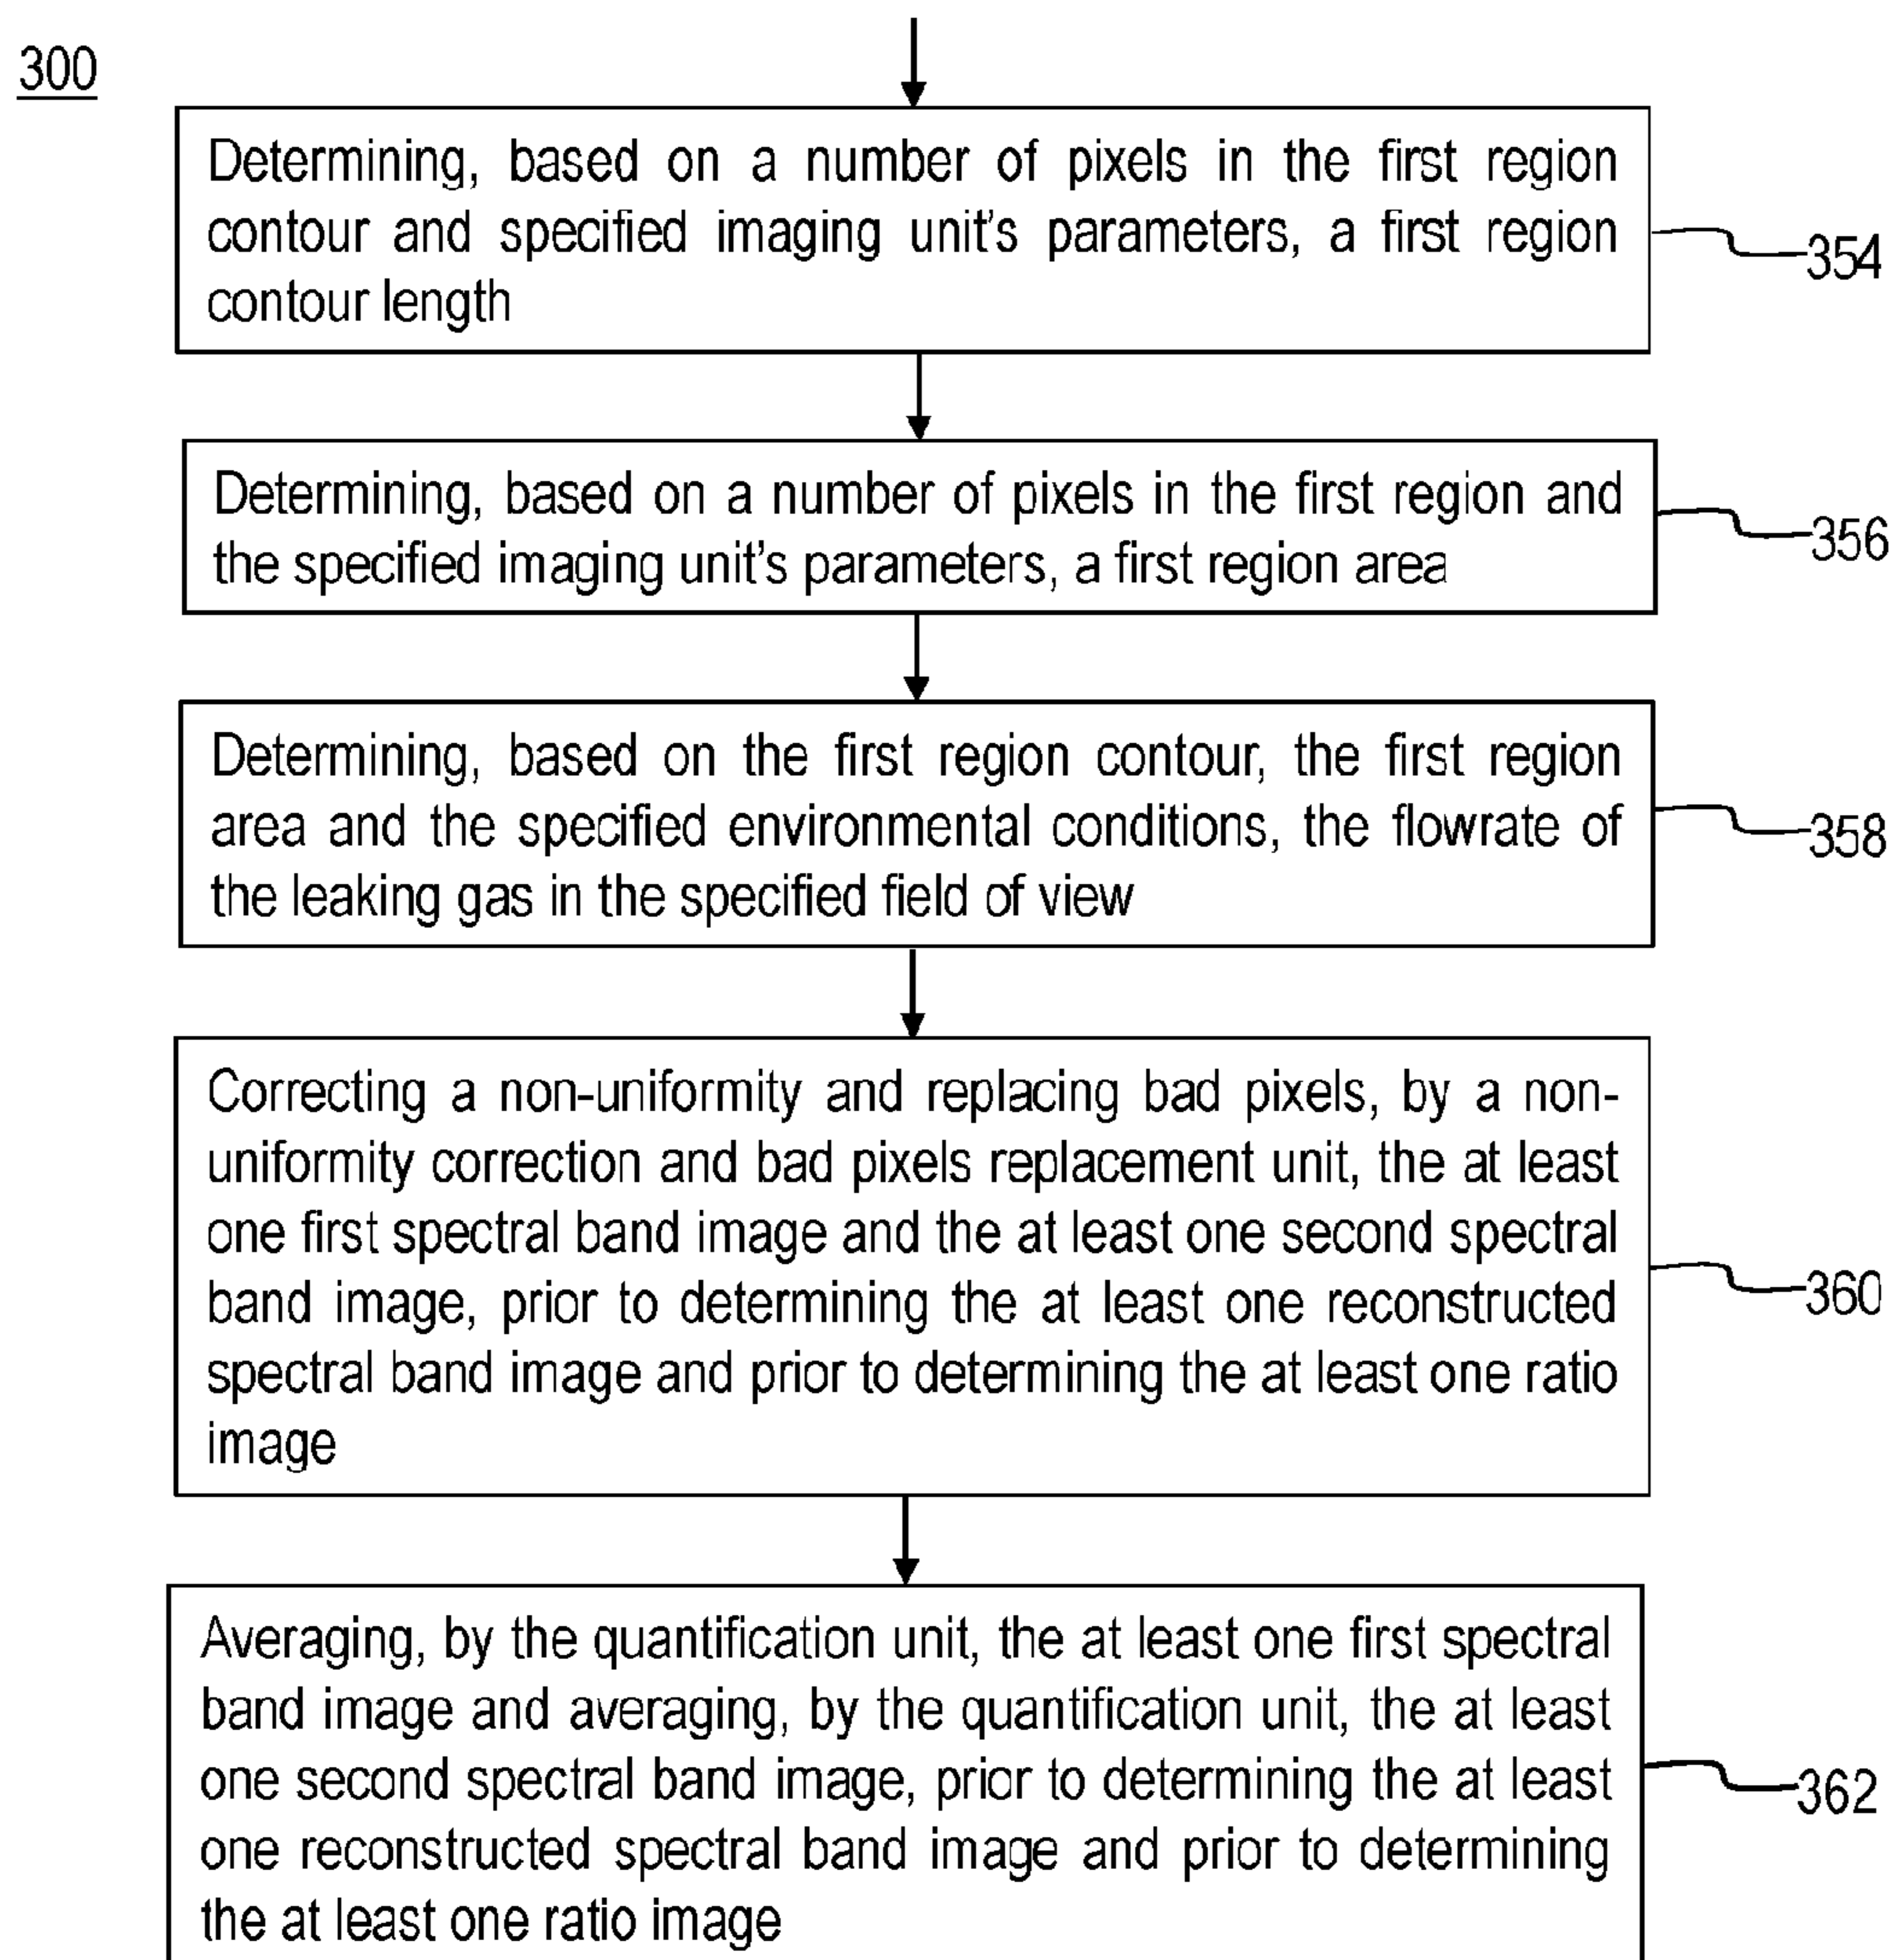 300
Determining, based on a number of pixels in the first region
contour and specified imaging unit's parameters, a first region
contour length
354
Determining, based on a number of pixels in the first region and
the specified imaging unit's parameters, a first region area
356
Determining, based on the first region contour, the first region
area and the specified environmental conditions, the flowrate of
the leaking gas in the specified field of view
358
Correcting a non-uniformity and replacing bad pixels, by a non-
uniformity correction and bad pixels replacement unit, the at least
one first spectral band image and the at least one second spectral
band image, prior to determining the at least one reconstructed
spectral band image and prior to determining the at least one ratio
image
360
Averaging, by the quantification unit, the at least one first spectral
band image and averaging, by the quantification unit, the at least
one second spectral band image, prior to determining the at least
one reconstructed spectral band image and prior to determining
the at least one ratio image
362